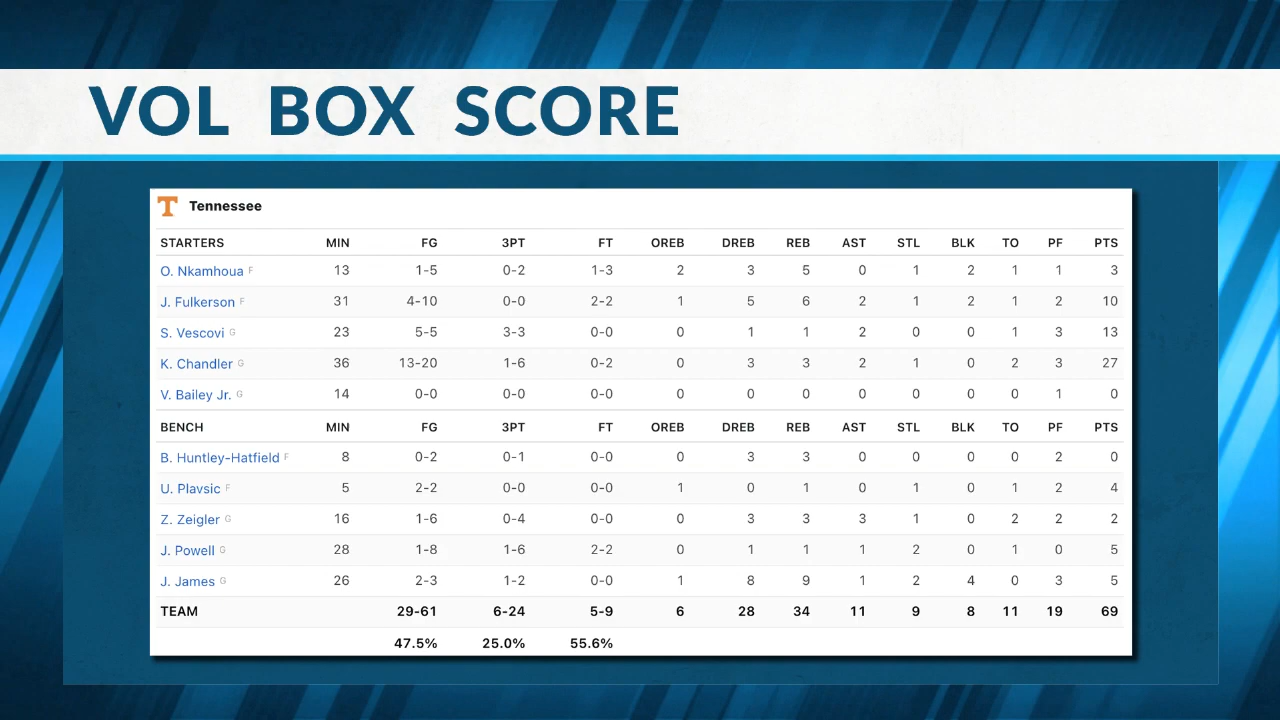 VOL BOX SCORE
T Tennessee
STARTERS MIN FG 3PT FT OREB DREB REB AST STL BLK TO PF PTS
O. Nkamhoua F 13 1-5 0-2 1-3 2 3 5 0 1 2 1 1 3
J. Fulkerson F 31 4-10 0-0 2-2 1 5 6 2 1 2 1 2 10
S. Vescovi G 23 5-5 3-3 0-0 0 1 1 2 0 0 1 3 13
K. Chandler G 36 13-20 1-6 0-2 0 3 3 2 1 0 2 3 27
V. Bailey Jr. G 14 0-0 0-0 0-0 0 0 0 0 0 0 0 1 0
BENCH MIN FG 3PT FT OREB DREB REB AST STL BLK TO PF PTS
B. Huntley-Hatfield F 8 0-2 0-1 0-0 0 3 3 0 0 0 0 2 0
U. Plavsic F 5 2-2 0-0 0-0 1 0 1 0 1 0 1 2 4
Z. Zeigler G 16 1-6 0-4 0-0 0 3 3 3 1 0 2 2 2
J. Powell G 28 1-8 1-6 2-2 0 1 1 1 2 0 1 0 5
J. James G 26 2-3 1-2 0-0 1 8 9 1 2 4 0 3 5
TEAM 29-61 6-24 5-9 6 28 34 11 9 8 11 19 69
47.5% 25.0% 55.6%